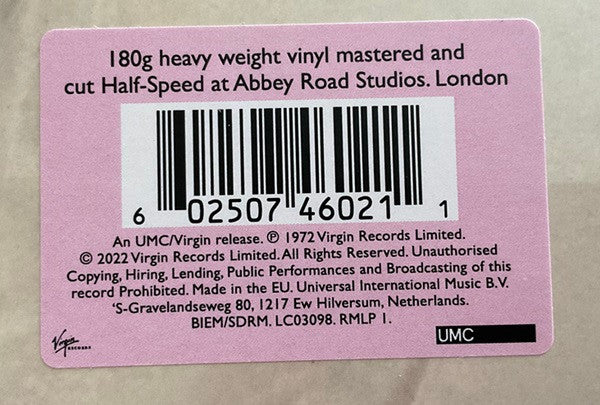 180g heavy weight vinyl mastered and
cut Half-Speed at Abbey Road Studios. London
6 02507 46021 1
An UMC/Virgin release. ℗ 1972 Virgin Records Limited.
© 2022 Virgin Records Limited. All Rights Reserved. Unauthorised
Copying, Hiring, Lending, Public Performances and Broadcasting of this
record Prohibited. Made in the EU. Universal International Music B.V.
'S-Gravelandseweg 80, 1217 Ew Hilversum, Netherlands.
BIEM/SDRM. LC03098. RMLP 1.
Virgin
RECORDS
UMC